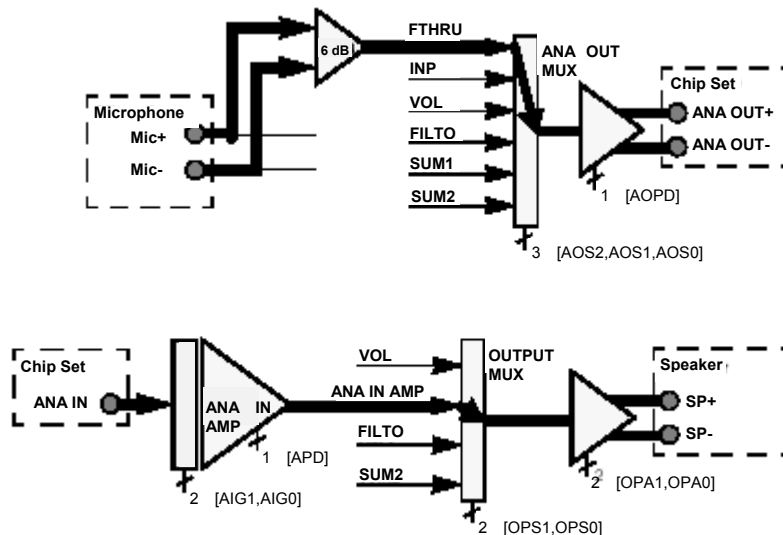 FTHRU
6 dB
ANA OUT
MUX
INP
Chip Set
VOL
Microphone
ANA OUT+
Mic+
FILTO
ANA OUT-
Mic-
SUM1
1 [AOPD]
SUM2
3 [AOS2,AOS1,AOS0]
VOL
OUTPUT
MUX
Speaker
Chip Set
ANA IN
ANA IN
AMP
ANA IN AMP
SP+
SP-
FILTO
1 [APD]
SUM2
2 [OPA1,OPA0]
2 [AIG1,AIG0]
2 [OPS1,OPS0]